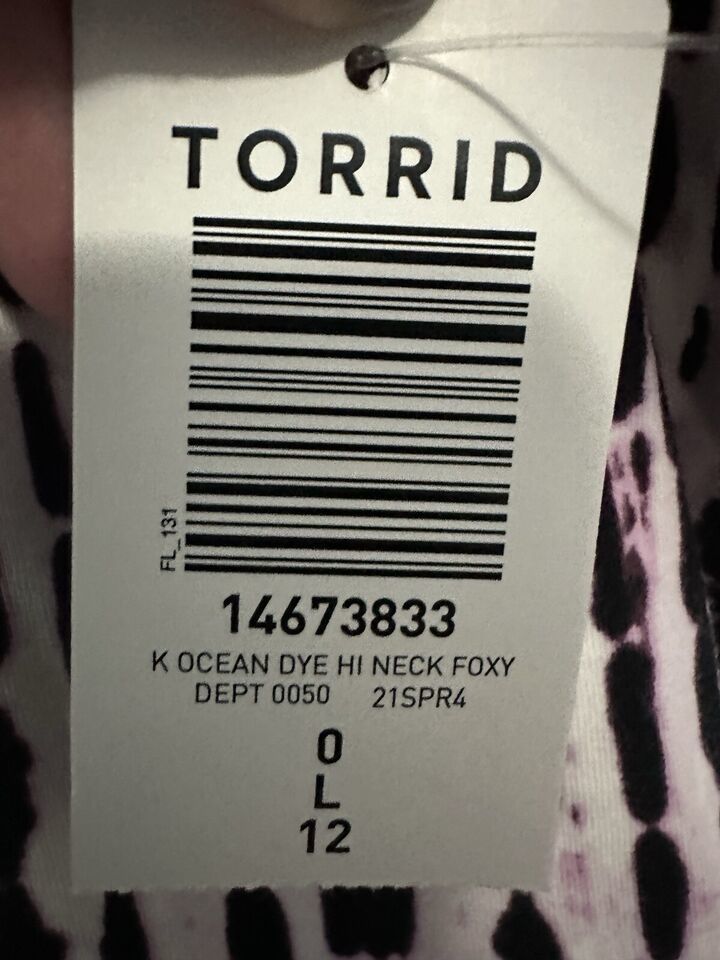 TORRID
FL_131
14673833
K OCEAN DYE HI NECK FOXY
DEPT 0050 21SPR4
0
L
12